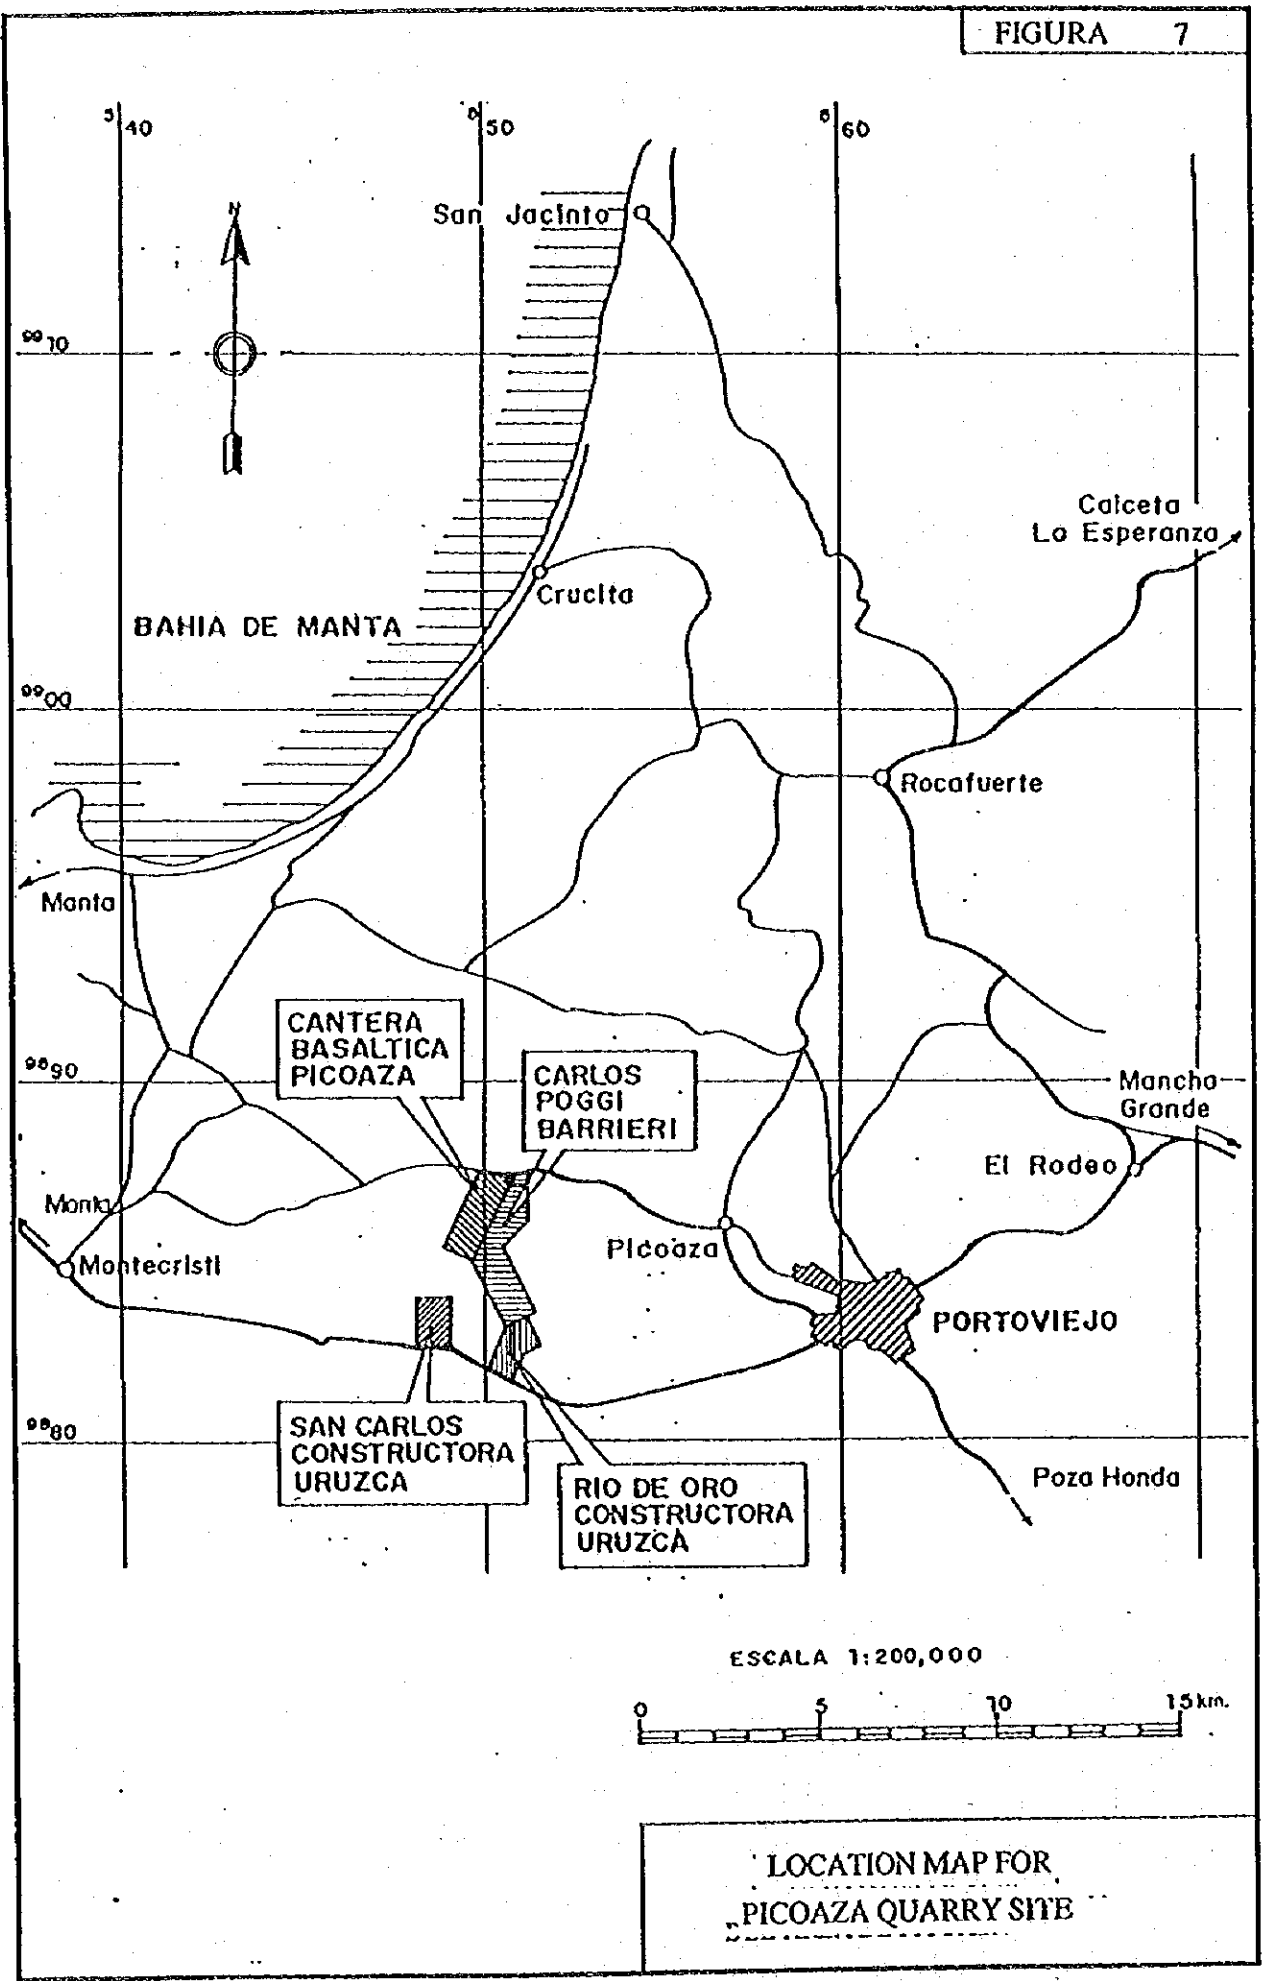 FIGURA 7
5 40
5 50
5 60
N
San Jacinto
99 10
Calceta
La Esperanza
Crucita
BAHIA DE MANTA
99 00
Rocafuerte
Manta
CANTERA
BASALTICA
PICOAZA
98 90
CARLOS
POGGI
BARRIERI
Mancha
Grande
El Rodeo
Manta
Picoaza
Montecristi
PORTOVIEJO
98 80
SAN CARLOS
CONSTRUCTORA
URUZCA
RIO DE ORO
CONSTRUCTORA
URUZCA
Poza Honda
ESCALA 1:200,000
0 5 10 15 km.
LOCATION MAP FOR
PICOAZA QUARRY SITE